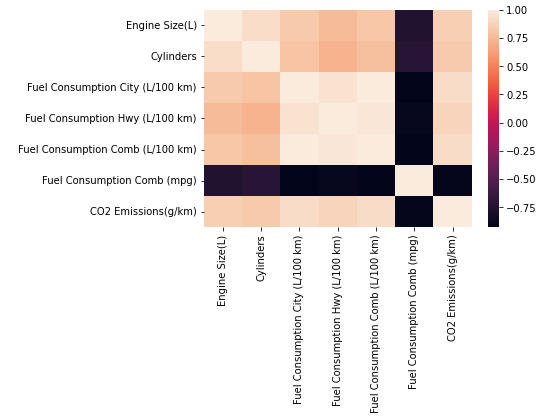 Engine Size(L)
Cylinders
Fuel Consumption City (L/100 km)
Fuel Consumption Hwy (L/100 km)
Fuel Consumption Comb (L/100 km)
Fuel Consumption Comb (mpg)
CO2 Emissions(g/km)
Engine Size(L)
Cylinders
Fuel Consumption City (L/100 km)
Fuel Consumption Hwy (L/100 km)
Fuel Consumption Comb (L/100 km)
Fuel Consumption Comb (mpg)
CO2 Emissions(g/km)
1.00
0.75
0.50
0.25
0.00
−0.25
−0.50
−0.75